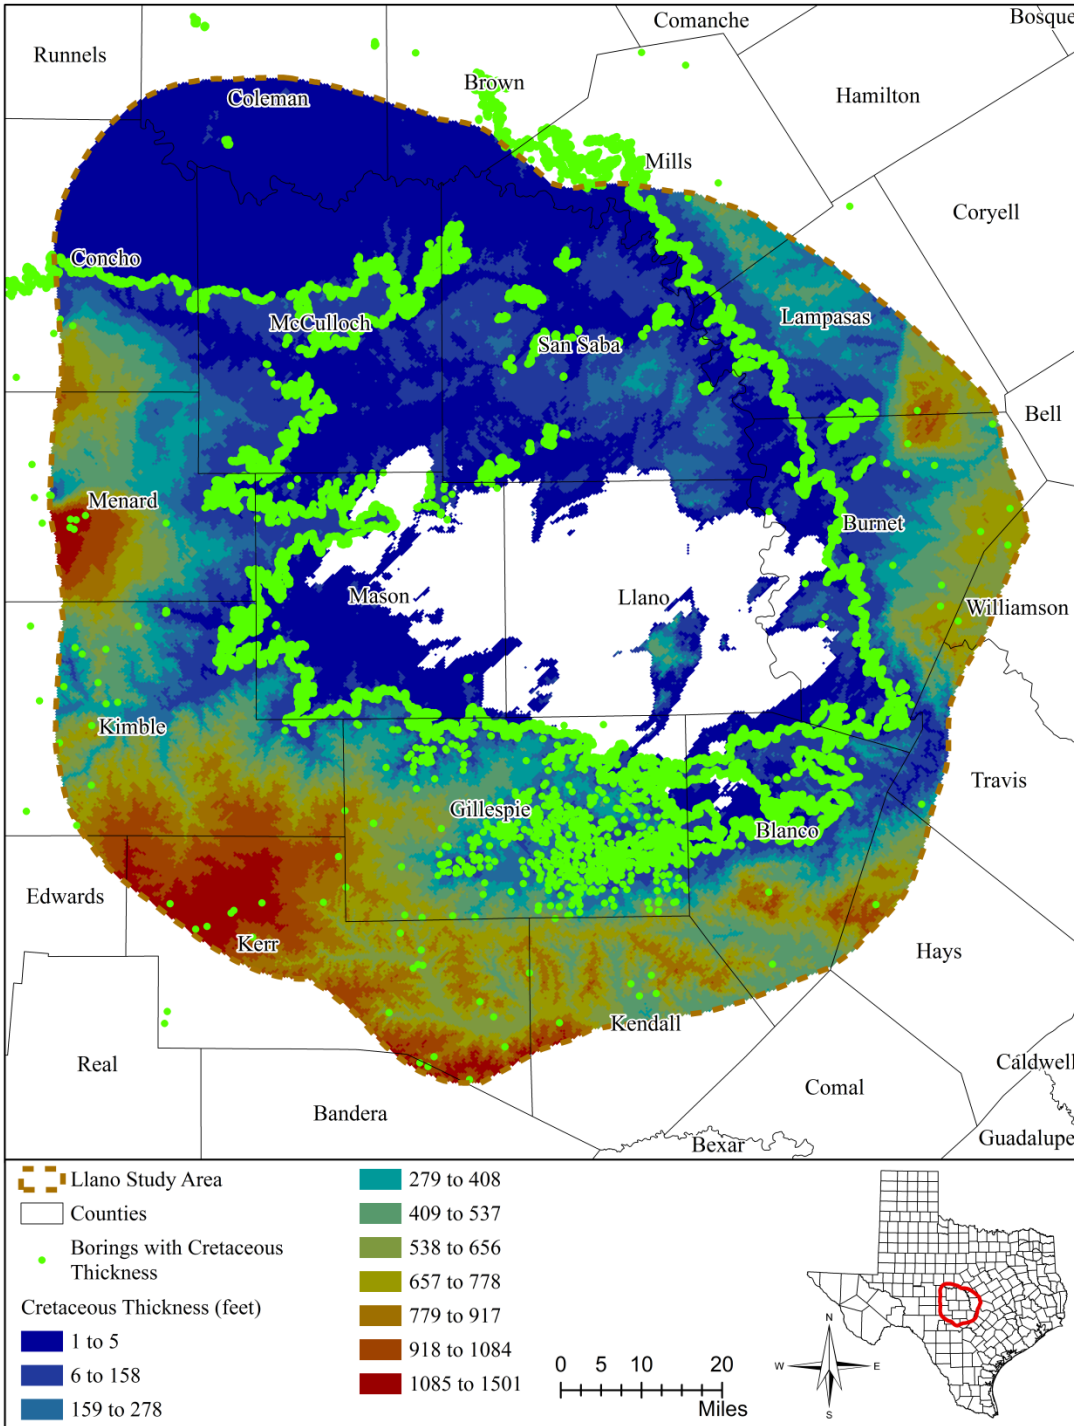 Comanche
Bosque
Runnels
Brown
Coleman
Hamilton
Mills
Coryell
Concho
McCulloch
San Saba
Lampasas
Bell
Menard
Burnet
Mason
Llano
Williamson
Kimble
Travis
Gillespie
Blanco
Edwards
Kerr
Hays
Kendall
Real
Caldwell
Comal
Bandera
Bexar
Guadalupe
Llano Study Area
Counties
Borings with Cretaceous
Thickness
Cretaceous Thickness (feet)
1 to 5
6 to 158
159 to 278
279 to 408
409 to 537
538 to 656
657 to 778
779 to 917
918 to 1084
1085 to 1501
0 5 10 20
Miles
N
W E
S